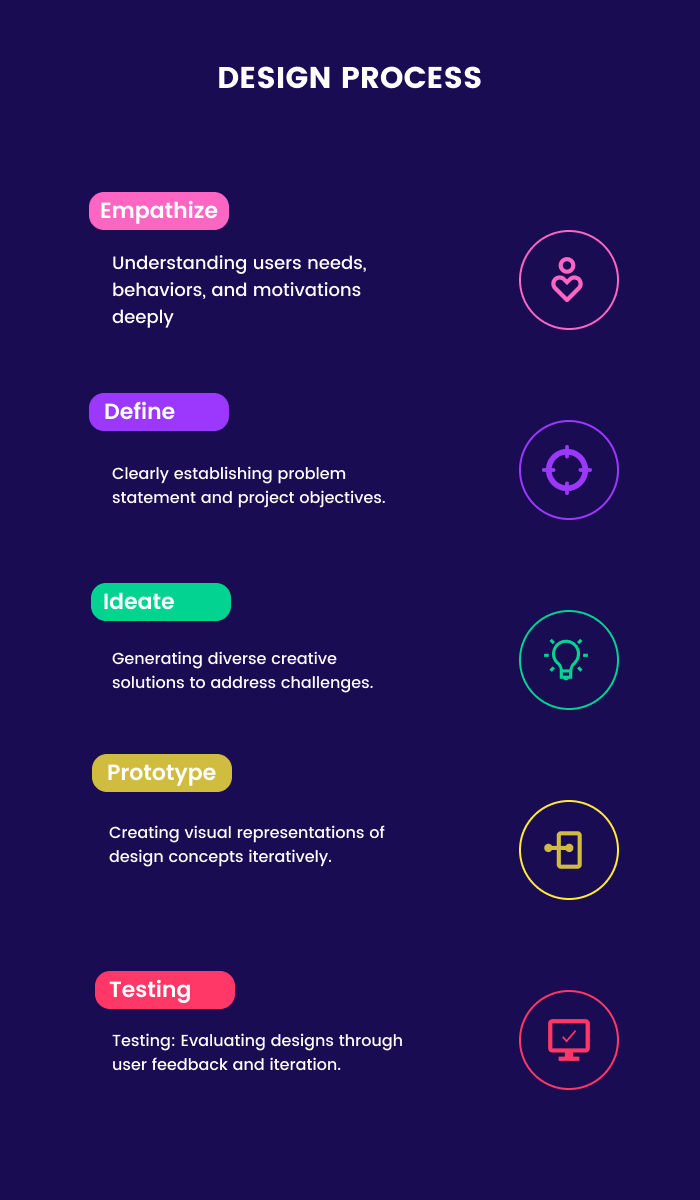 DESIGN PROCESS
Empathize
Understanding users needs,
behaviors, and motivations
deeply
Define
Clearly establishing problem
statement and project objectives.
Ideate
Generating diverse creative
solutions to address challenges.
Prototype
Creating visual representations of
design concepts iteratively.
Testing
Testing: Evaluating designs through
user feedback and iteration.